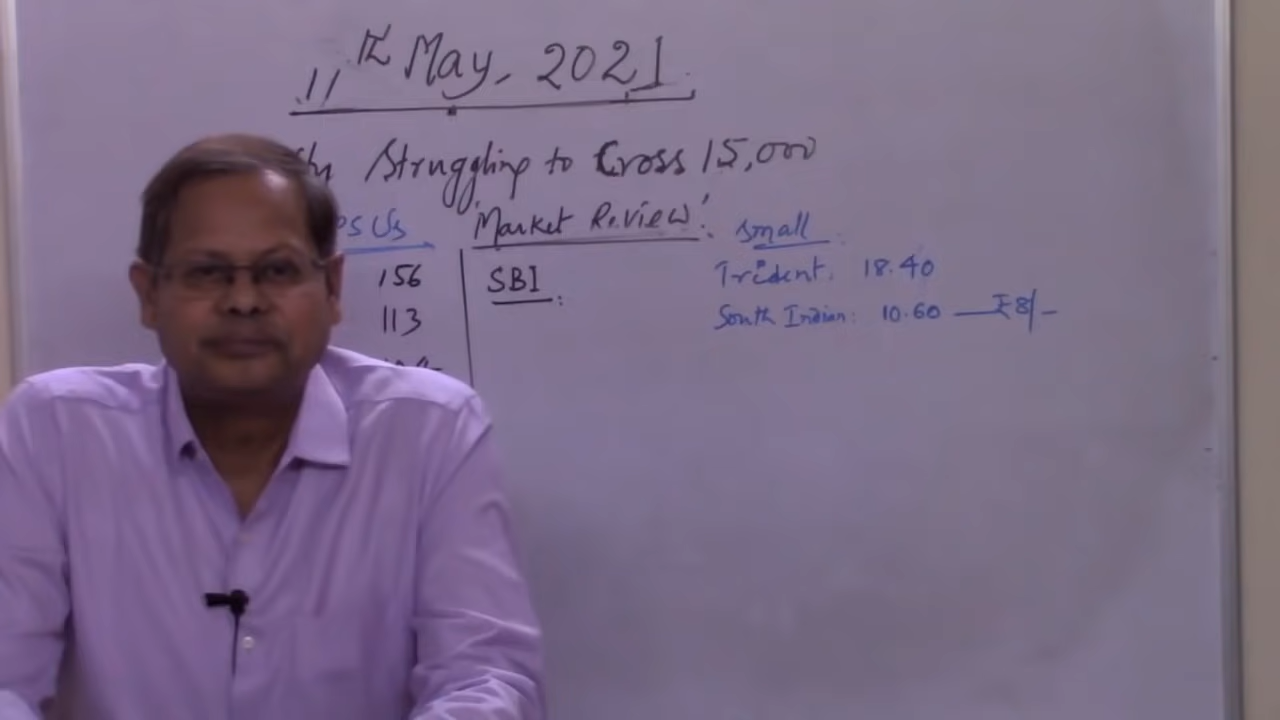 11th May, 2021
Struggling to Cross 15,000
PSUs
'Market Review'.
Small
156
SBI
Trident. 18.40
113
South Indian: 10.60 — ₹8/-